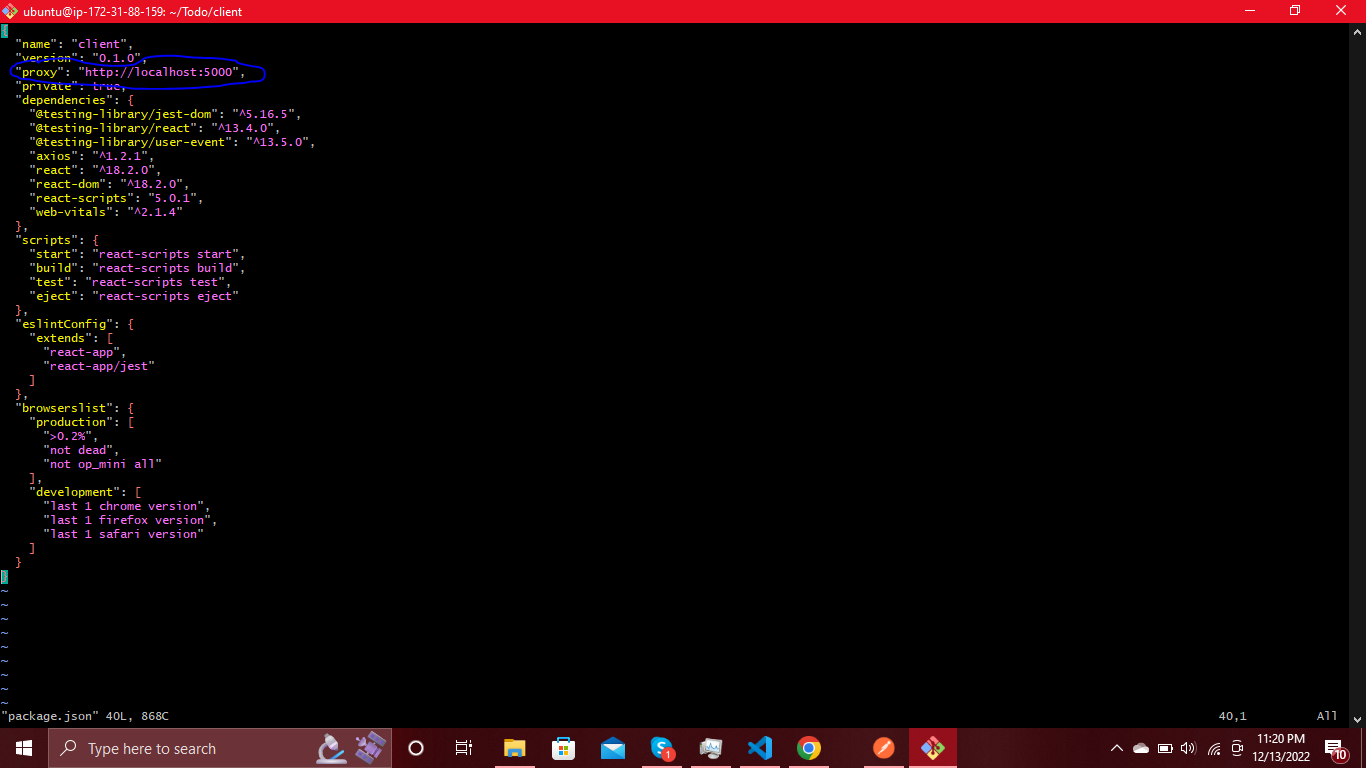 ubuntu@ip-172-31-88-159: ~/Todo/client
{
  "name": "client",
  "version": "0.1.0",
  "proxy": "http://localhost:5000",
  "private": true,
  "dependencies": {
    "@testing-library/jest-dom": "^5.16.5",
    "@testing-library/react": "^13.4.0",
    "@testing-library/user-event": "^13.5.0",
    "axios": "^1.2.1",
    "react": "^18.2.0",
    "react-dom": "^18.2.0",
    "react-scripts": "5.0.1",
    "web-vitals": "^2.1.4"
  },
  "scripts": {
    "start": "react-scripts start",
    "build": "react-scripts build",
    "test": "react-scripts test",
    "eject": "react-scripts eject"
  },
  "eslintConfig": {
    "extends": [
      "react-app",
      "react-app/jest"
    ]
  },
  "browserslist": {
    "production": [
      ">0.2%",
      "not dead",
      "not op_mini all"
    ],
    "development": [
      "last 1 chrome version",
      "last 1 firefox version",
      "last 1 safari version"
    ]
  }
}
~
~
~
~
~
~
~
~
~
"package.json" 40L, 868C 40,1 All
Type here to search
S 1
11:20 PM
12/13/2022
10